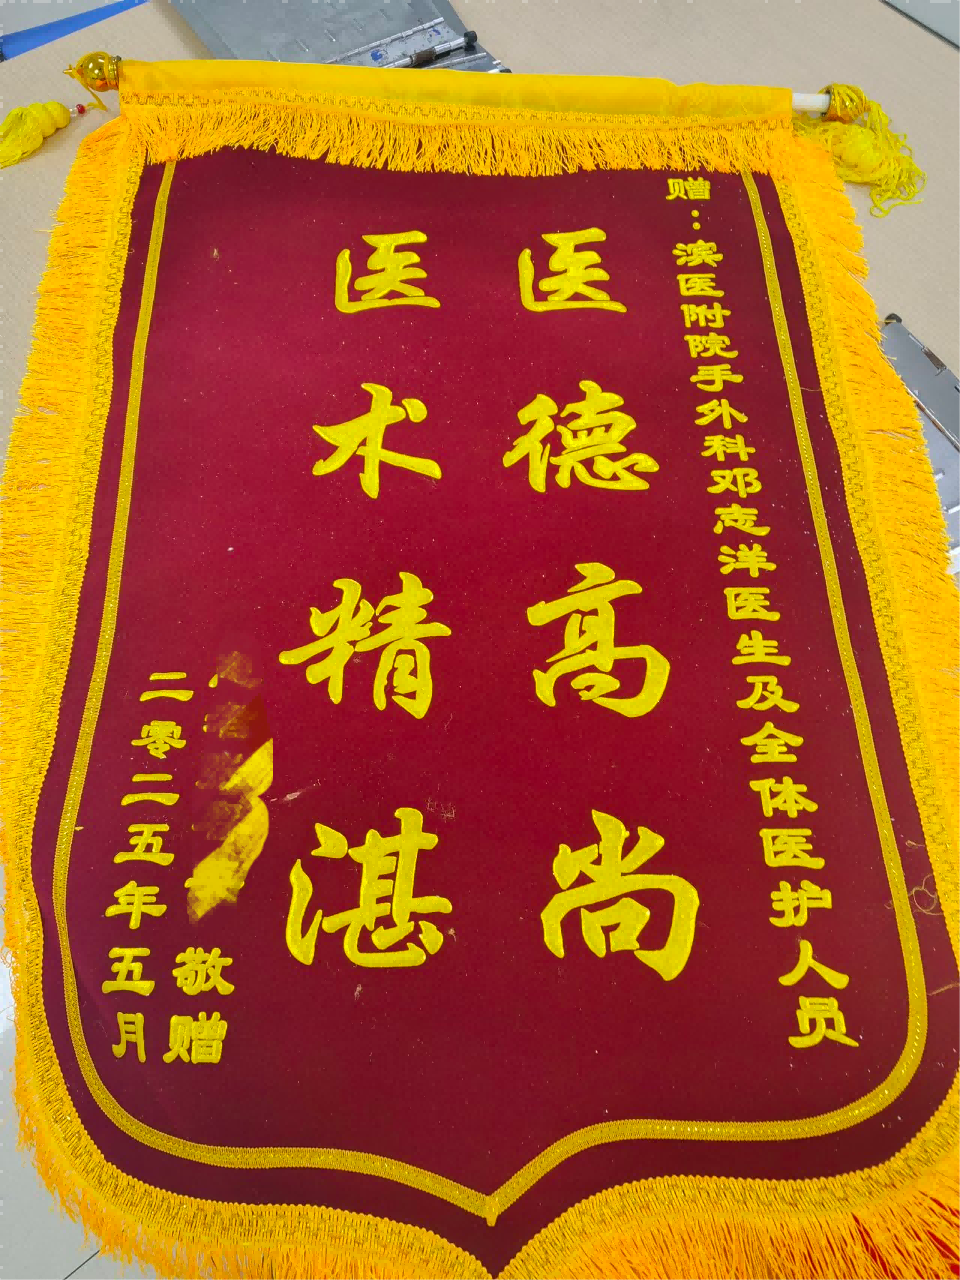 赠：滨医附院手外科邓志洋医生及全体医护人员
医德高尚
医术精湛
敬赠
二零二五年五月